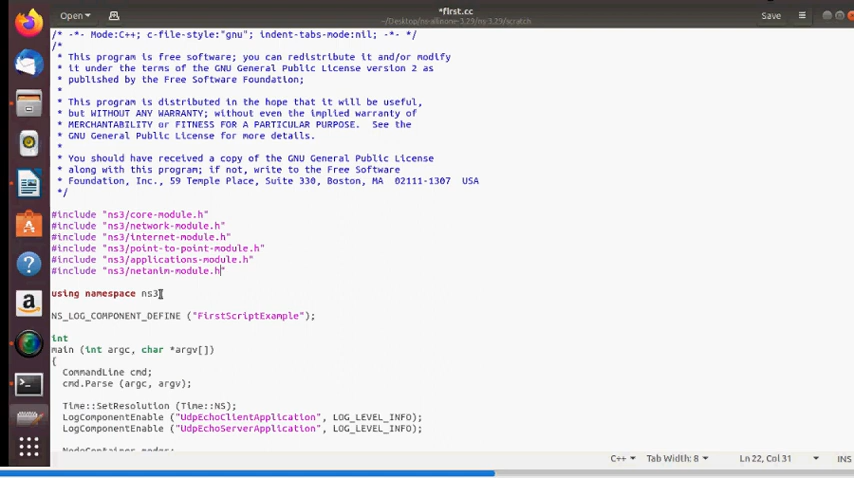 Open
*first.cc
~/Desktop/ns-allinone-3.29/ns-3.29/scratch
Save
/* -*- Mode:C++; c-file-style:"gnu"; indent-tabs-mode:nil; -*- */
/*
* This program is free software; you can redistribute it and/or modify
* it under the terms of the GNU General Public License version 2 as
* published by the Free Software Foundation;
*
* This program is distributed in the hope that it will be useful,
* but WITHOUT ANY WARRANTY; without even the implied warranty of
* MERCHANTABILITY or FITNESS FOR A PARTICULAR PURPOSE.  See the
* GNU General Public License for more details.
*
* You should have received a copy of the GNU General Public License
* along with this program; if not, write to the Free Software
* Foundation, Inc., 59 Temple Place, Suite 330, Boston, MA  02111-1307  USA
*/
#include "ns3/core-module.h"
#include "ns3/network-module.h"
#include "ns3/internet-module.h"
#include "ns3/point-to-point-module.h"
#include "ns3/applications-module.h"
#include "ns3/netanim-module.h"
using namespace ns3
NS_LOG_COMPONENT_DEFINE ("FirstScriptExample");
int
main (int argc, char *argv[])
{
CommandLine cmd;
cmd.Parse (argc, argv);
Time::SetResolution (Time::NS);
LogComponentEnable ("UdpEchoClientApplication", LOG_LEVEL_INFO);
LogComponentEnable ("UdpEchoServerApplication", LOG_LEVEL_INFO);
NodeContainer nodes;
C++
Tab Width: 8
Ln 22, Col 31
INS